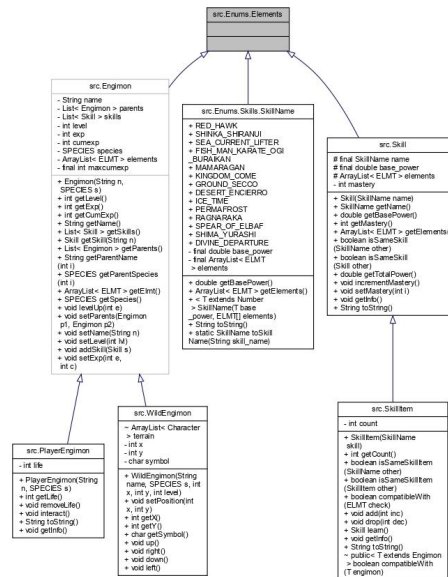 src.Enums.Elements
src.Engimon
- String name
- List< Engimon > parents
- List< Skill > skills
- int level
- int exp
- int cumexp
- SPECIES species
- ArrayList< ELMT > elements
- final int maxcumexp
+ Engimon(String n,
SPECIES s)
+ int getLevel()
+ int getExp()
+ int getCumExp()
+ String getName()
+ List< Skill > getSkills()
+ Skill getSkill(String n)
+ List< Engimon > getParents()
+ String getParentName
(int i)
+ SPECIES getParentSpecies
(int i)
+ ArrayList< ELMT > getElmt()
+ SPECIES getSpecies()
+ void levelUp(int e)
+ void setParents(Engimon
p1, Engimon p2)
+ void setName(String n)
+ void setLevel(int lvl)
+ void addSkill(Skill s)
+ void setExp(int e,
int c)
src.Enums.Skills.SkillName
+ RED_HAWK
+ SHINKA_SHIRANUI
+ SEA_CURRENT_LIFTER
+ FISH_MAN_KARATE_OGI
_BURAIKAN
+ MAMARAGAN
+ KINGDOM_COME
+ GROUND_SECCO
+ DESERT_ENCIERRO
+ ICE_TIME
+ PERMAFROST
+ RAGNARAKA
+ SPEAR_OF_ELBAF
+ SHIMA_YURASHI
+ DIVINE_DEPARTURE
- final double base_power
- final ArrayList< ELMT
> elements
+ double getBasePower()
+ ArrayList< ELMT > getElements()
+ < T extends Number
> SkillName(T base
_power, ELMT[] elements)
+ String toString()
+ static SkillName toSkill
Name(String skill_name)
src.Skill
# final SkillName name
# final double base_power
# ArrayList< ELMT > elements
- int mastery
+ Skill(SkillName name)
+ SkillName getName()
+ double getBasePower()
+ int getMastery()
+ ArrayList< ELMT > getElements()
+ boolean isSameSkill
(SkillName other)
+ boolean isSameSkill
(Skill other)
+ double getTotalPower()
+ void incrementMastery()
+ void setMastery(int i)
+ void getInfo()
+ String toString()
src.PlayerEngimon
- int life
+ PlayerEngimon(String
n, SPECIES s)
+ int getLife()
+ void removeLife()
+ void interact()
+ String toString()
+ void getInfo()
src.WildEngimon
~ ArrayList< Character
> terrain
- int x
- int y
- char symbol
+ WildEngimon(String
name, SPECIES s, int
x, int y, int level)
+ void setPosition(int
x, int y)
+ int getX()
+ int getY()
+ char getSymbol()
+ void up()
+ void right()
+ void down()
+ void left()
src.SkillItem
- int count
+ SkillItem(SkillName
skill)
+ int getCount()
+ boolean isSameSkillItem
(SkillName other)
+ boolean isSameSkillItem
(SkillItem other)
+ boolean compatibleWith
(ELMT check)
+ void add(int inc)
+ void drop(int dec)
+ Skill learn()
+ void getInfo()
+ String toString()
~ public< T extends Engimon
> boolean compatibleWith
(T engimon)